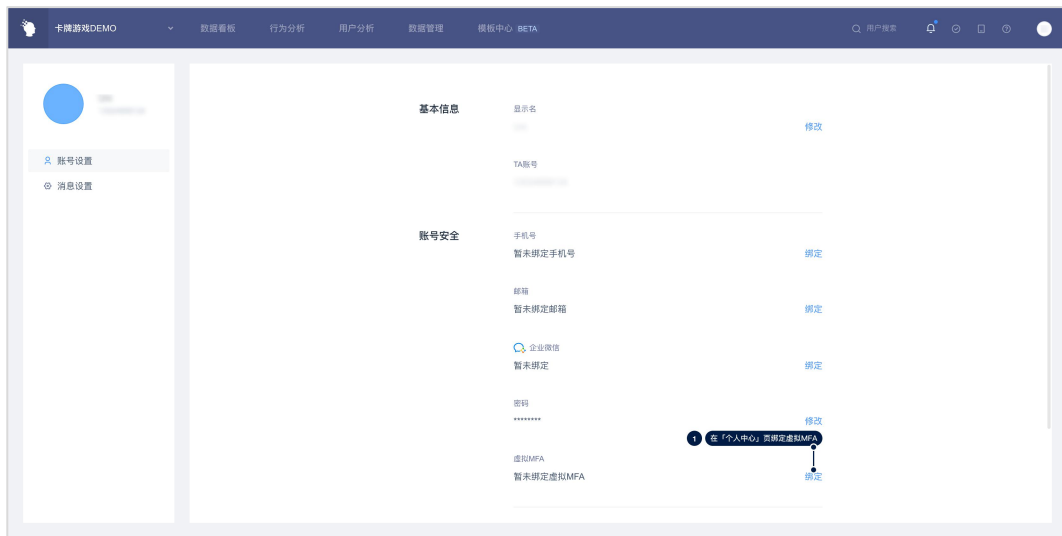 卡牌游戏DEMO
数据看板
行为分析
用户分析
数据管理
模板中心 BETA
用户搜索
账号设置
消息设置
基本信息
显示名
修改
TA账号
账号安全
手机号
暂未绑定手机号
绑定
邮箱
暂未绑定邮箱
绑定
企业微信
暂未绑定
绑定
密码
********
修改
1 在「个人中心」页绑定虚拟MFA
虚拟MFA
暂未绑定虚拟MFA
绑定